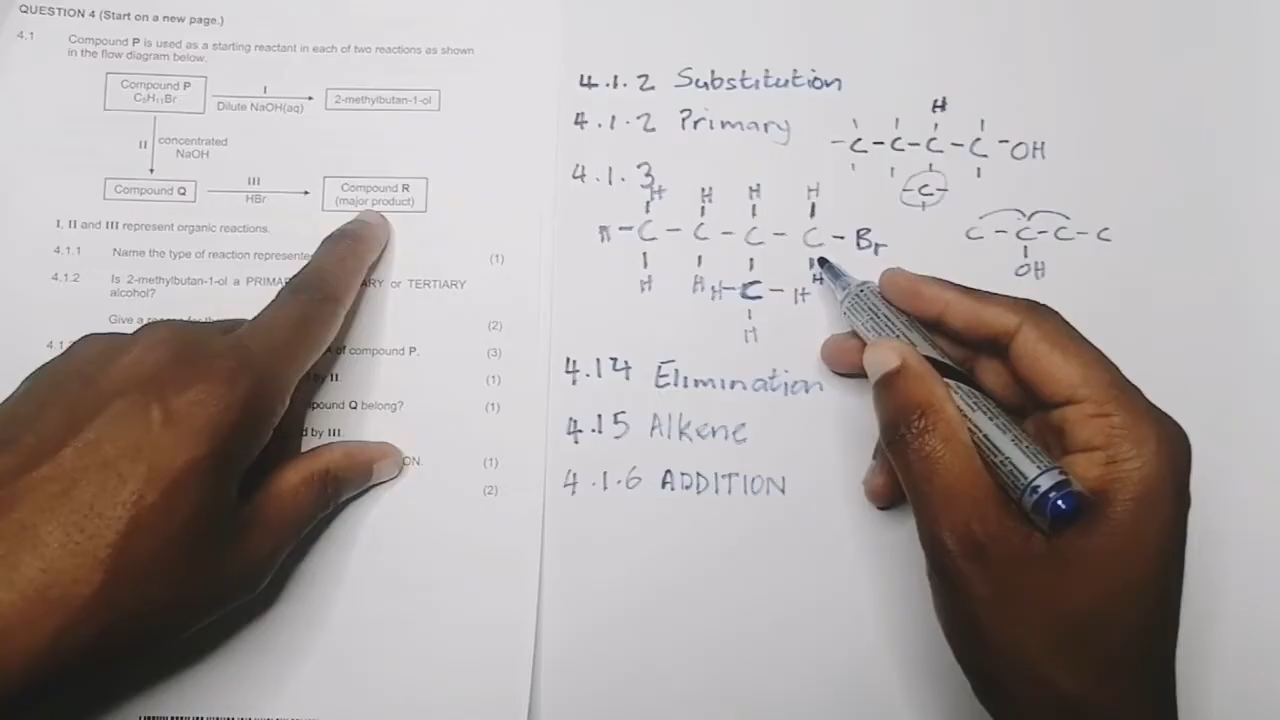 QUESTION 4 (Start on a new page.)
4.1 Compound P is used as a starting reactant in each of two reactions as shown
in the flow diagram below.
Compound P
C5H11Br
I
Dilute NaOH(aq)
2-methylbutan-1-ol
II
concentrated
NaOH
Compound Q
III
HBr
Compound R
(major product)
I, II and III represent organic reactions.
4.1.1 Name the type of reaction (1)
4.1.2 Is 2-methylbutan-1-ol a OR TERTIARY
alcohol?
Give a (2)
of compound P. (3)
by II. (1)
Q belong? (1)
by III.
(1)
(2)
4.1.2 Substitution
4.1.2 Primary
H
-C-C-C-C-OH
-C-
4.1.3
H H H H
H-C-C-C-C-Br
H H H-C-H H
H
C-C-C-C
OH
4.14 Elimination
4.15 Alkene
4.1.6 ADDITION